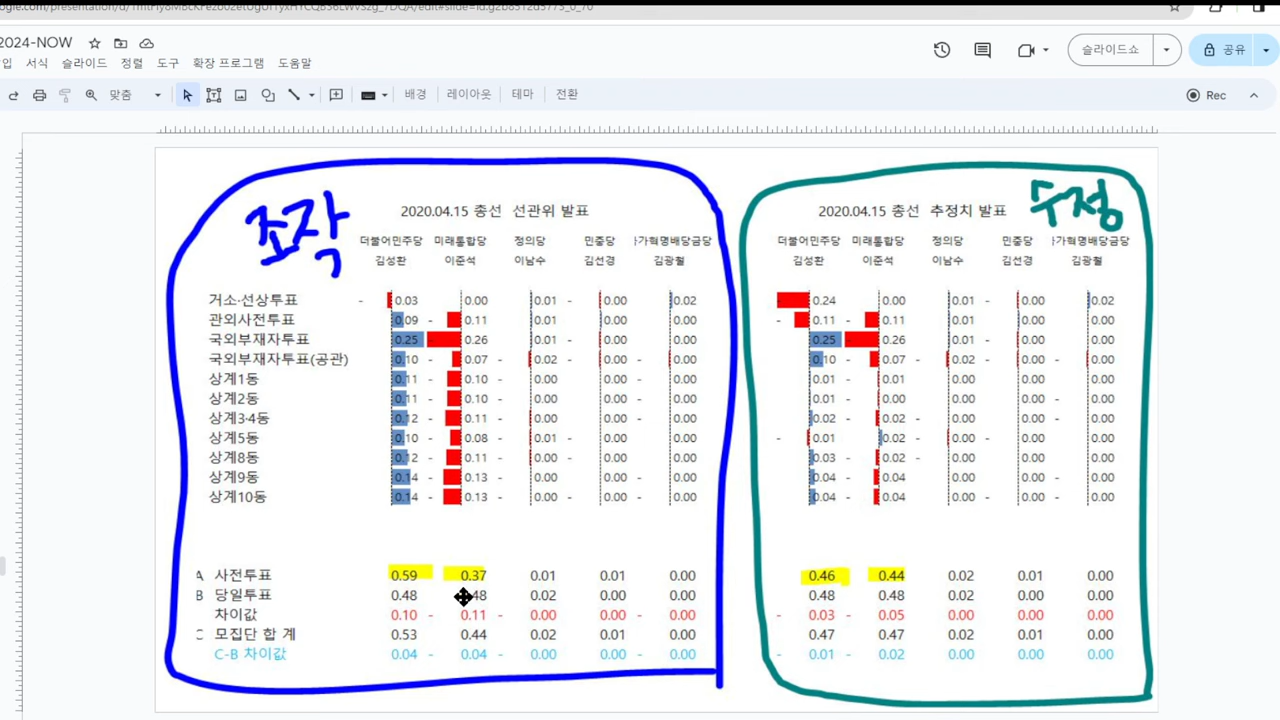 2024-NOW
입 서식 슬라이드 정렬 도구 확장 프로그램 도움말
슬라이드쇼
공유
맞춤
배경 레이아웃 테마 전환
Rec
조작
수정
2020.04.15 총선 선관위 발표
2020.04.15 총선 추정치 발표
더불어민주당 미래통합당 정의당 민중당 가혁명배당금당
더불어민주당 미래통합당 정의당 민중당 가혁명배당금당
김성환 이준석 이남수 김선경 김광철
김성환 이준석 이남수 김선경 김광철
거소·선상투표 - 0.03 0.00 0.01 - 0.00 0.02 - 0.24 0.00 0.01 - 0.00 0.02
관외사전투표 0.09 - 0.11 0.01 0.00 0.00 - 0.11 - 0.11 0.01 0.00 0.00
국외부재자투표 0.25 0.26 0.01 - 0.00 0.00 0.25 0.26 0.01 - 0.00 0.00
국외부재자투표(공관) 0.10 - 0.07 - 0.02 - 0.00 - 0.00 0.10 - 0.07 - 0.02 - 0.00 - 0.00
상계1동 0.11 - 0.10 - 0.00 0.00 0.00 0.01 - 0.01 - 0.00 0.00 0.00
상계2동 0.11 - 0.10 - 0.00 0.00 0.00 0.01 - 0.00 - 0.00 0.00 0.00
상계3·4동 0.12 - 0.11 - 0.00 0.00 - 0.00 0.02 - 0.02 - 0.00 0.00 - 0.00
상계5동 0.10 - 0.08 - 0.01 - 0.00 0.00 - 0.01 0.02 - 0.00 - 0.00 0.00
상계8동 0.12 - 0.11 - 0.00 0.00 - 0.00 0.03 - 0.02 - 0.00 0.00 - 0.00
상계9동 0.14 - 0.13 - 0.00 - 0.00 - 0.00 0.04 - 0.04 - 0.00 - 0.00 - 0.00
상계10동 0.14 - 0.13 - 0.00 - 0.00 - 0.00 0.04 - 0.04 - 0.00 - 0.00 - 0.00
A 사전투표 0.59 0.37 0.01 0.01 0.00 0.46 0.44 0.02 0.01 0.00
B 당일투표 0.48 0.02 0.00 0.00 0.48 0.48 0.02 0.00 0.00
차이값 0.10 - 0.11 - 0.00 0.00 - 0.00 - 0.03 - 0.05 - 0.00 0.00 - 0.00
C 모집단 합 계 0.53 0.44 0.02 0.01 0.00 0.47 0.47 0.02 0.01 0.00
C-B 차이값 0.04 - 0.04 - 0.00 0.00 - 0.00 - 0.01 - 0.02 - 0.00 0.00 - 0.00